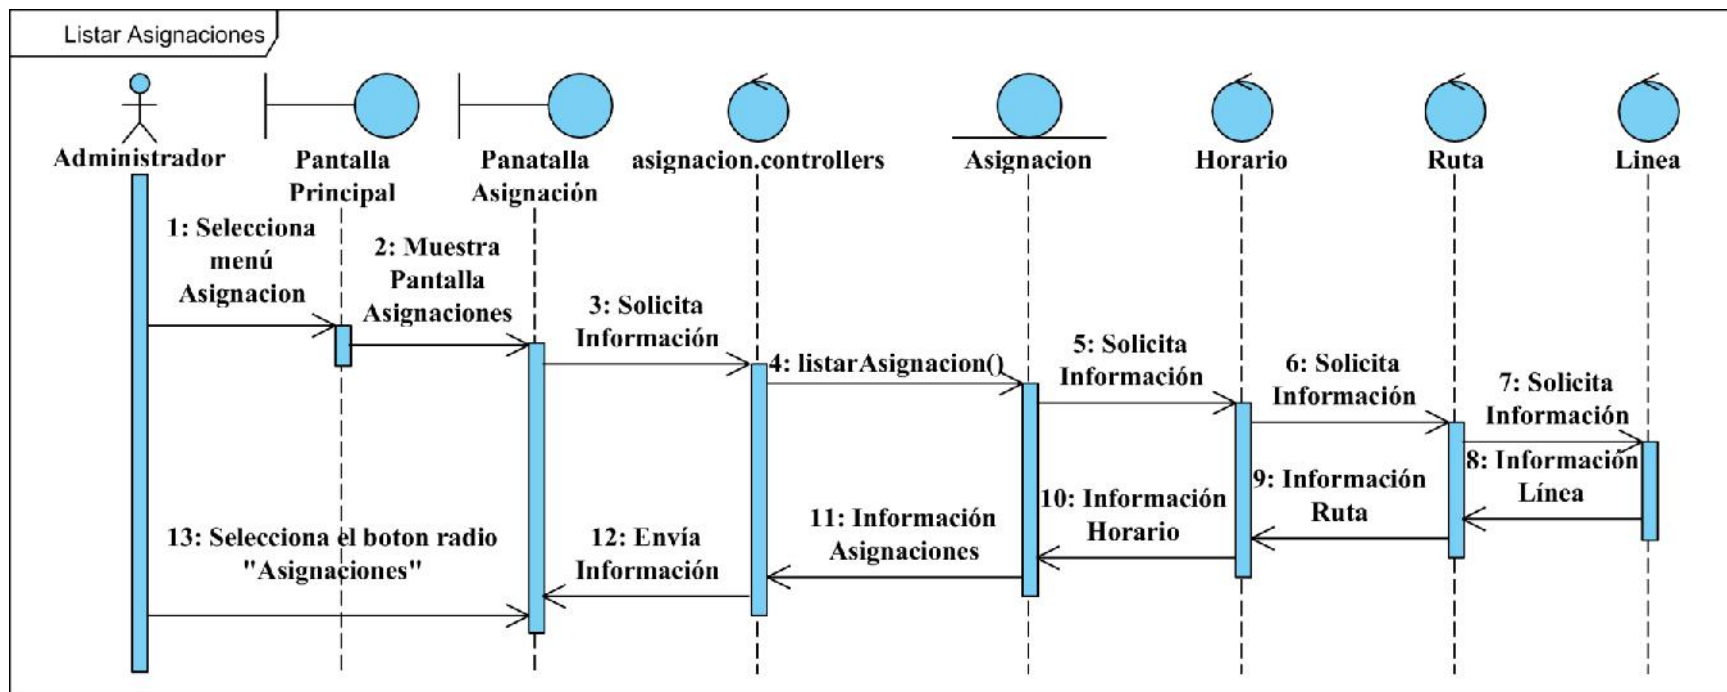 Listar Asignaciones
Administrador
Pantalla
Principal
Panatalla
Asignación
asignacion.controllers
Asignacion
Horario
Ruta
Linea
1: Selecciona
menú
Asignacion
2: Muestra
Pantalla
Asignaciones
3: Solicita
Información
4: listarAsignacion()
5: Solicita
Información
6: Solicita
Información
7: Solicita
Información
8: Información
Línea
9: Información
Ruta
10: Información
Horario
11: Información
Asignaciones
12: Envía
Información
13: Selecciona el boton radio
"Asignaciones"